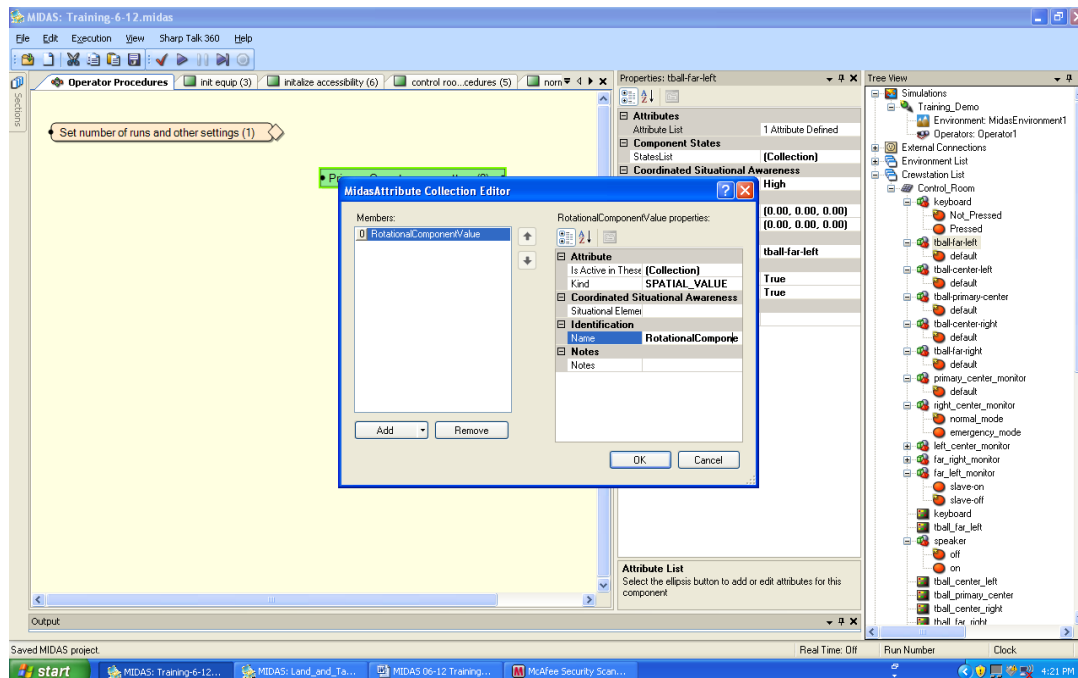 MIDAS: Training-6-12.midas
File Edit Execution View Sharp Talk 360 Help
Sections
Operator Procedures
init equip (3)
initalize accessibility (6)
control roo...cedures (5)
norn
Set number of runs and other settings (1)
MidasAttribute Collection Editor
Members:
0 RotationalComponentValue
Add
Remove
RotationalComponentValue properties:
Attribute
Is Active in These (Collection)
Kind SPATIAL_VALUE
Coordinated Situational Awareness
Situational Elemei
Identification
Name RotationalCompone
Notes
Notes
OK
Cancel
Properties: tball-far-left
Attributes
Attribute List 1 Attribute Defined
Component States
StatesList (Collection)
Coordinated Situational Awareness
High
(0.00, 0.00, 0.00)
(0.00, 0.00, 0.00)
tball-far-left
True
True
Attribute List
Select the ellipsis button to add or edit attributes for this
component
Tree View
Simulations
Training_Demo
Environment: MidasEnvironment1
Operators: Operator1
External Connections
Environment List
Crewstation List
Control_Room
keyboard
Not_Pressed
Pressed
tball-far-left
default
tball-center-left
default
tball-primary-center
default
tball-center-right
default
tball-far-right
default
primary_center_monitor
default
right_center_monitor
normal_mode
emergency_mode
left_center_monitor
far_right_monitor
far_left_monitor
slave-on
slave-off
keyboard
tball_far_left
speaker
off
on
tball_center_left
tball_primary_center
tball_center_right
tball_far_right
Output
Saved MIDAS project.
Real Time: Off
Run Number
Clock
start
MIDAS: Training-6-12...
MIDAS: Land_and_Ta...
MIDAS 06-12 Training...
McAfee Security Scan...
4:21 PM